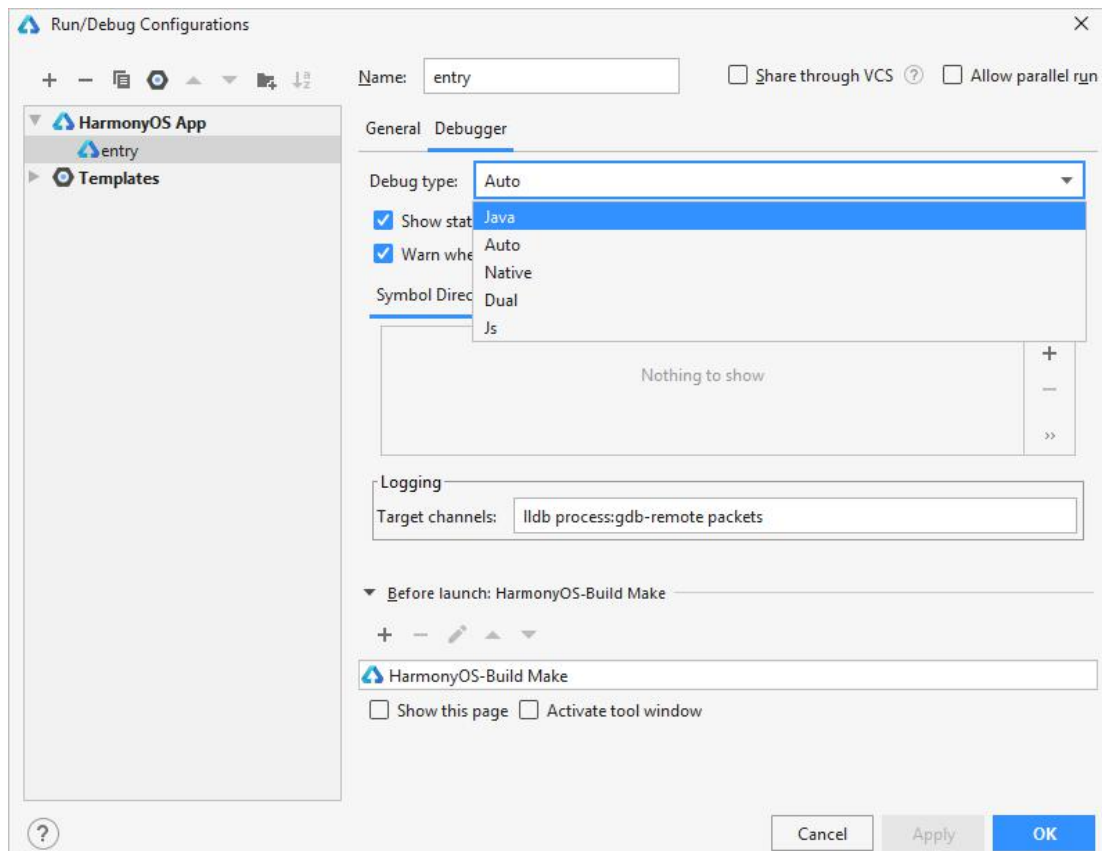 Run/Debug Configurations
Name: entry
Share through VCS ?
Allow parallel run
HarmonyOS App
entry
Templates
General Debugger
Debug type: Auto
Java
Auto
Native
Dual
Js
Show stat
Warn whe
Symbol Direc
Nothing to show
Logging
Target channels: lldb process:gdb-remote packets
Before launch: HarmonyOS-Build Make
HarmonyOS-Build Make
Show this page Activate tool window
? Cancel Apply OK